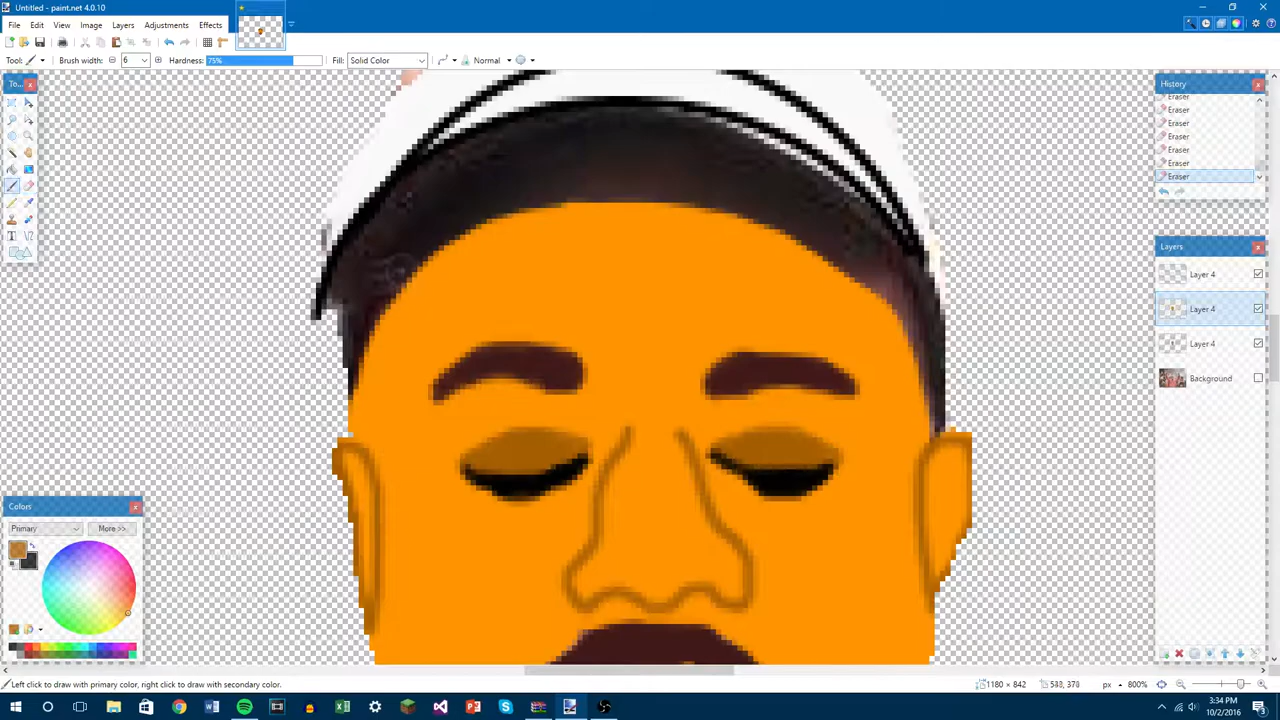 Untitled - paint.net 4.0.10
File Edit View Image Layers Adjustments Effects
Tool: Brush width: 6 Hardness: 75% Fill: Solid Color Normal
To...
History
Eraser
Eraser
Eraser
Eraser
Eraser
Eraser
Eraser
Layers
Layer 4
Layer 4
Layer 4
Background
Colors
Primary More >>
Left click to draw with primary color, right click to draw with secondary color.
1180 × 842
px 800%
3:34 PM
10/2/2016